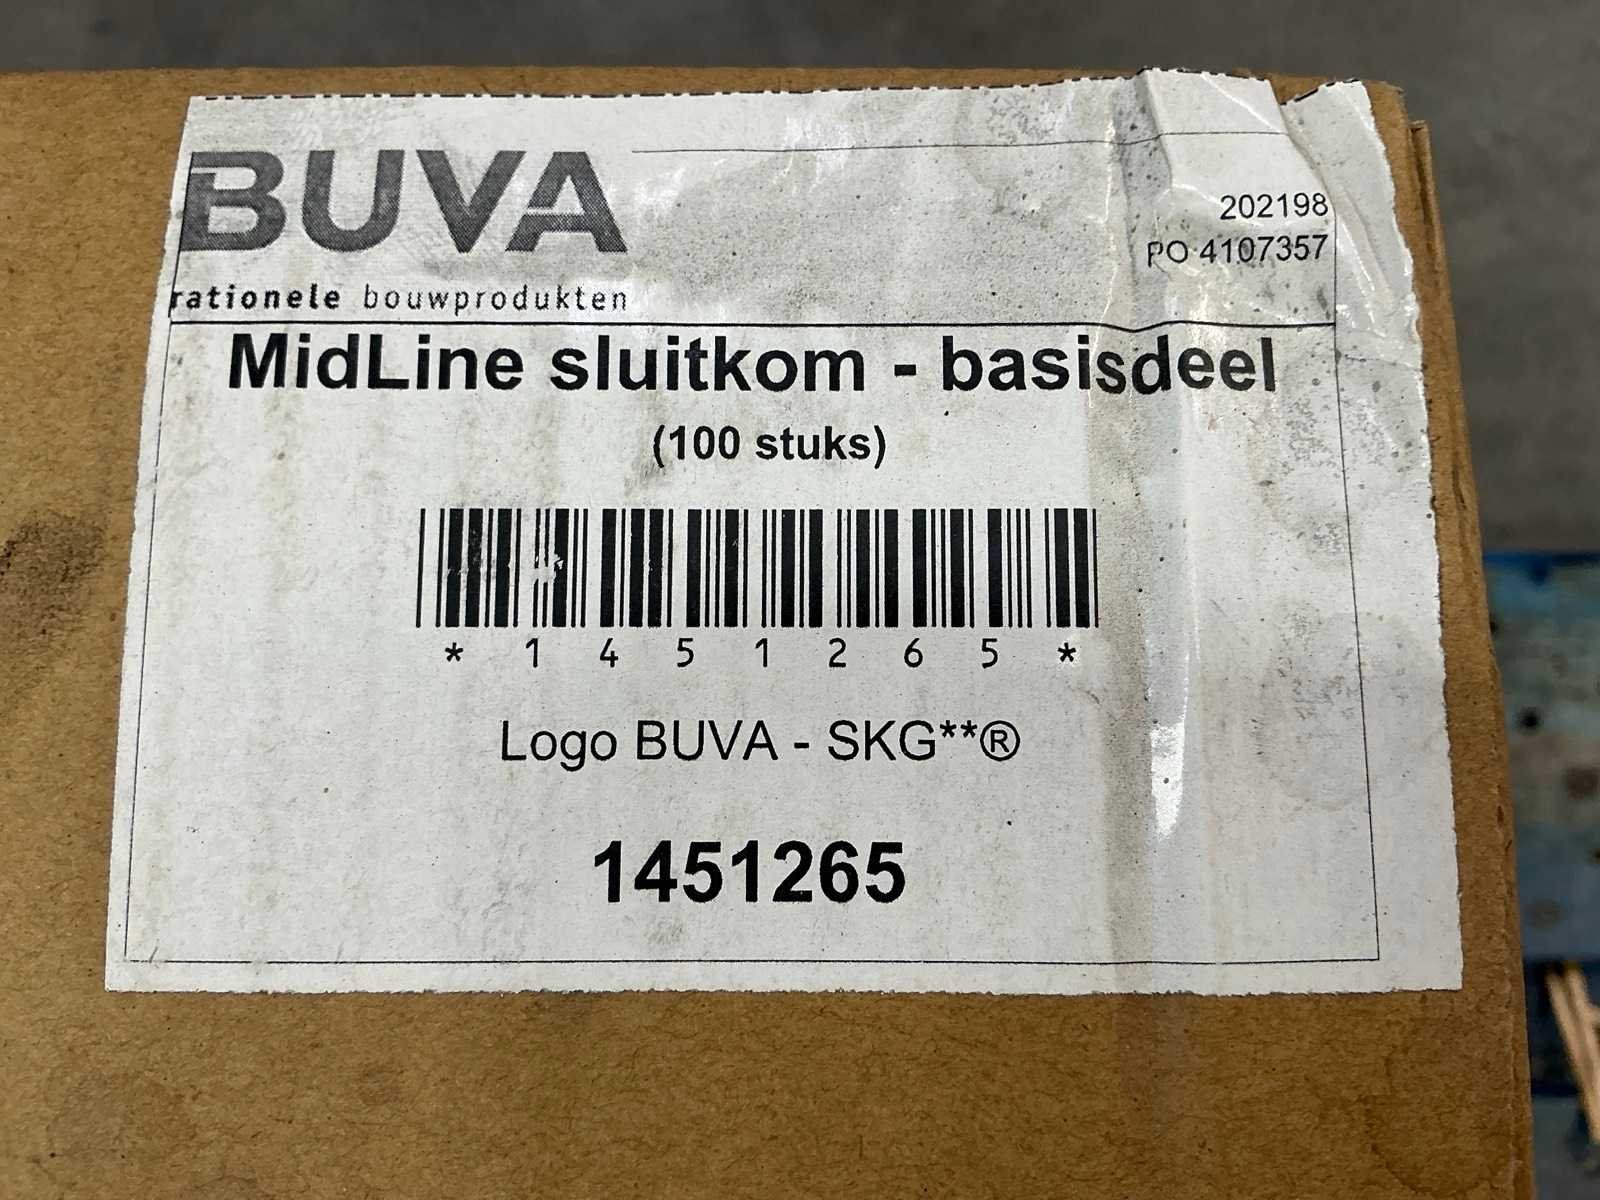 BUVA
rationele bouwprodukten
202198
PO 4107357
MidLine sluitkom - basisdeel
(100 stuks)
* 1 4 5 1 2 6 5 *
Logo BUVA - SKG**®
1451265